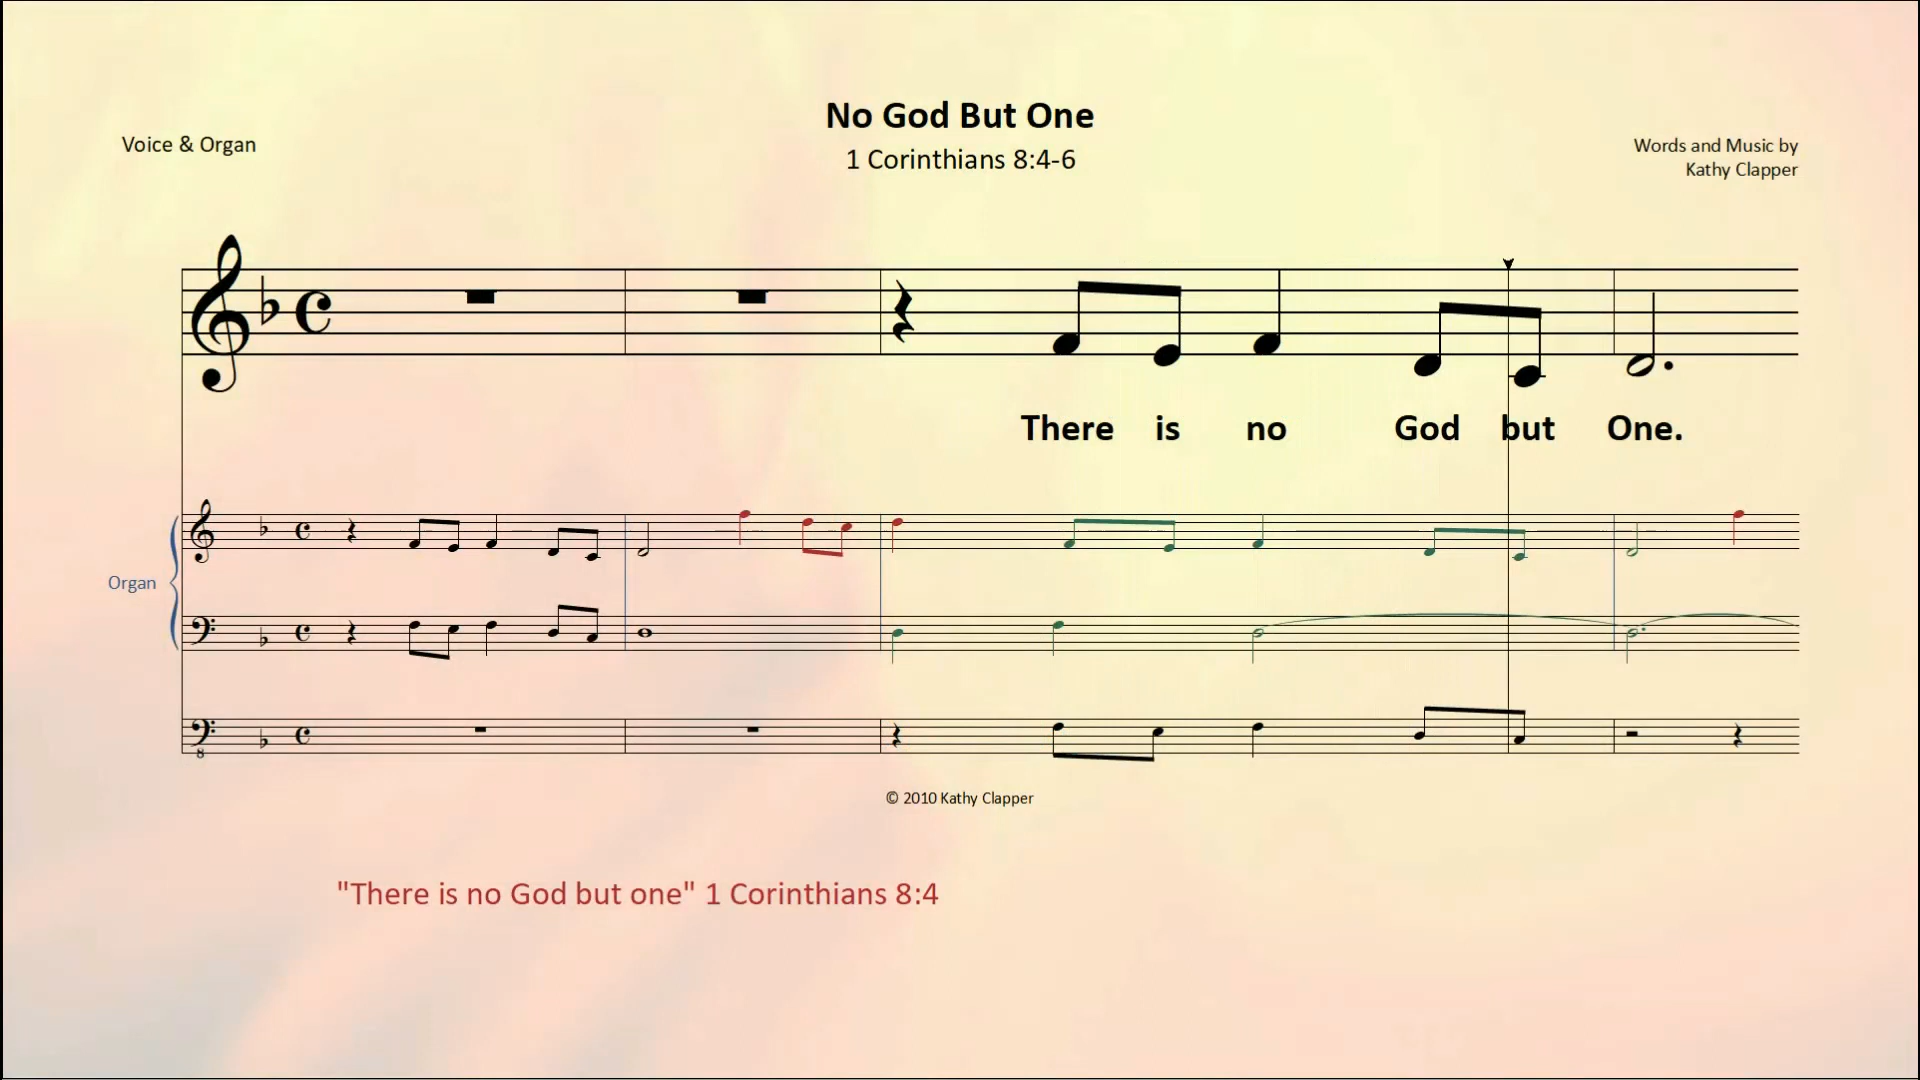 No God But One
1 Corinthians 8:4-6
Voice & Organ
Words and Music by
Kathy Clapper
There is no God but One.
Organ
8
© 2010 Kathy Clapper
"There is no God but one" 1 Corinthians 8:4